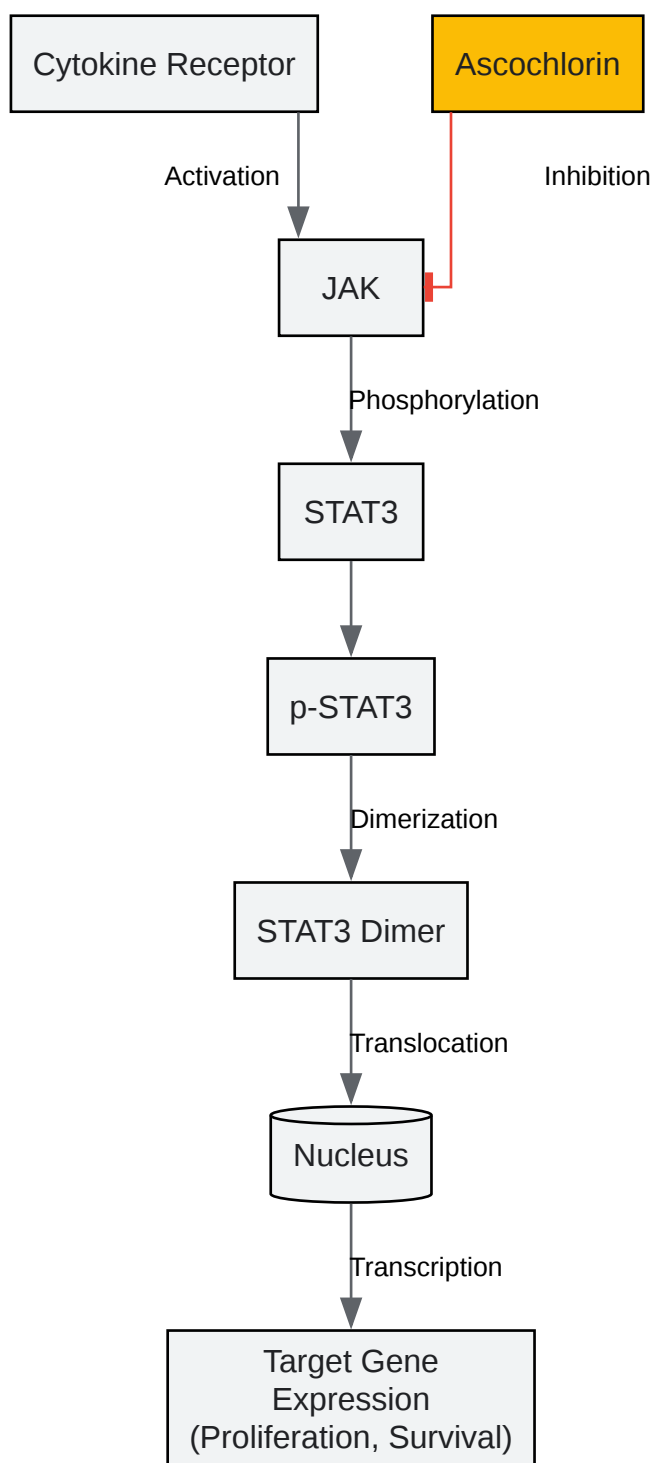 Cytokine Receptor
Ascochlorin
Activation
Inhibition
JAK
Phosphorylation
STAT3
p-STAT3
Dimerization
STAT3 Dimer
Translocation
Nucleus
Transcription
Target Gene
Expression
(Proliferation, Survival)